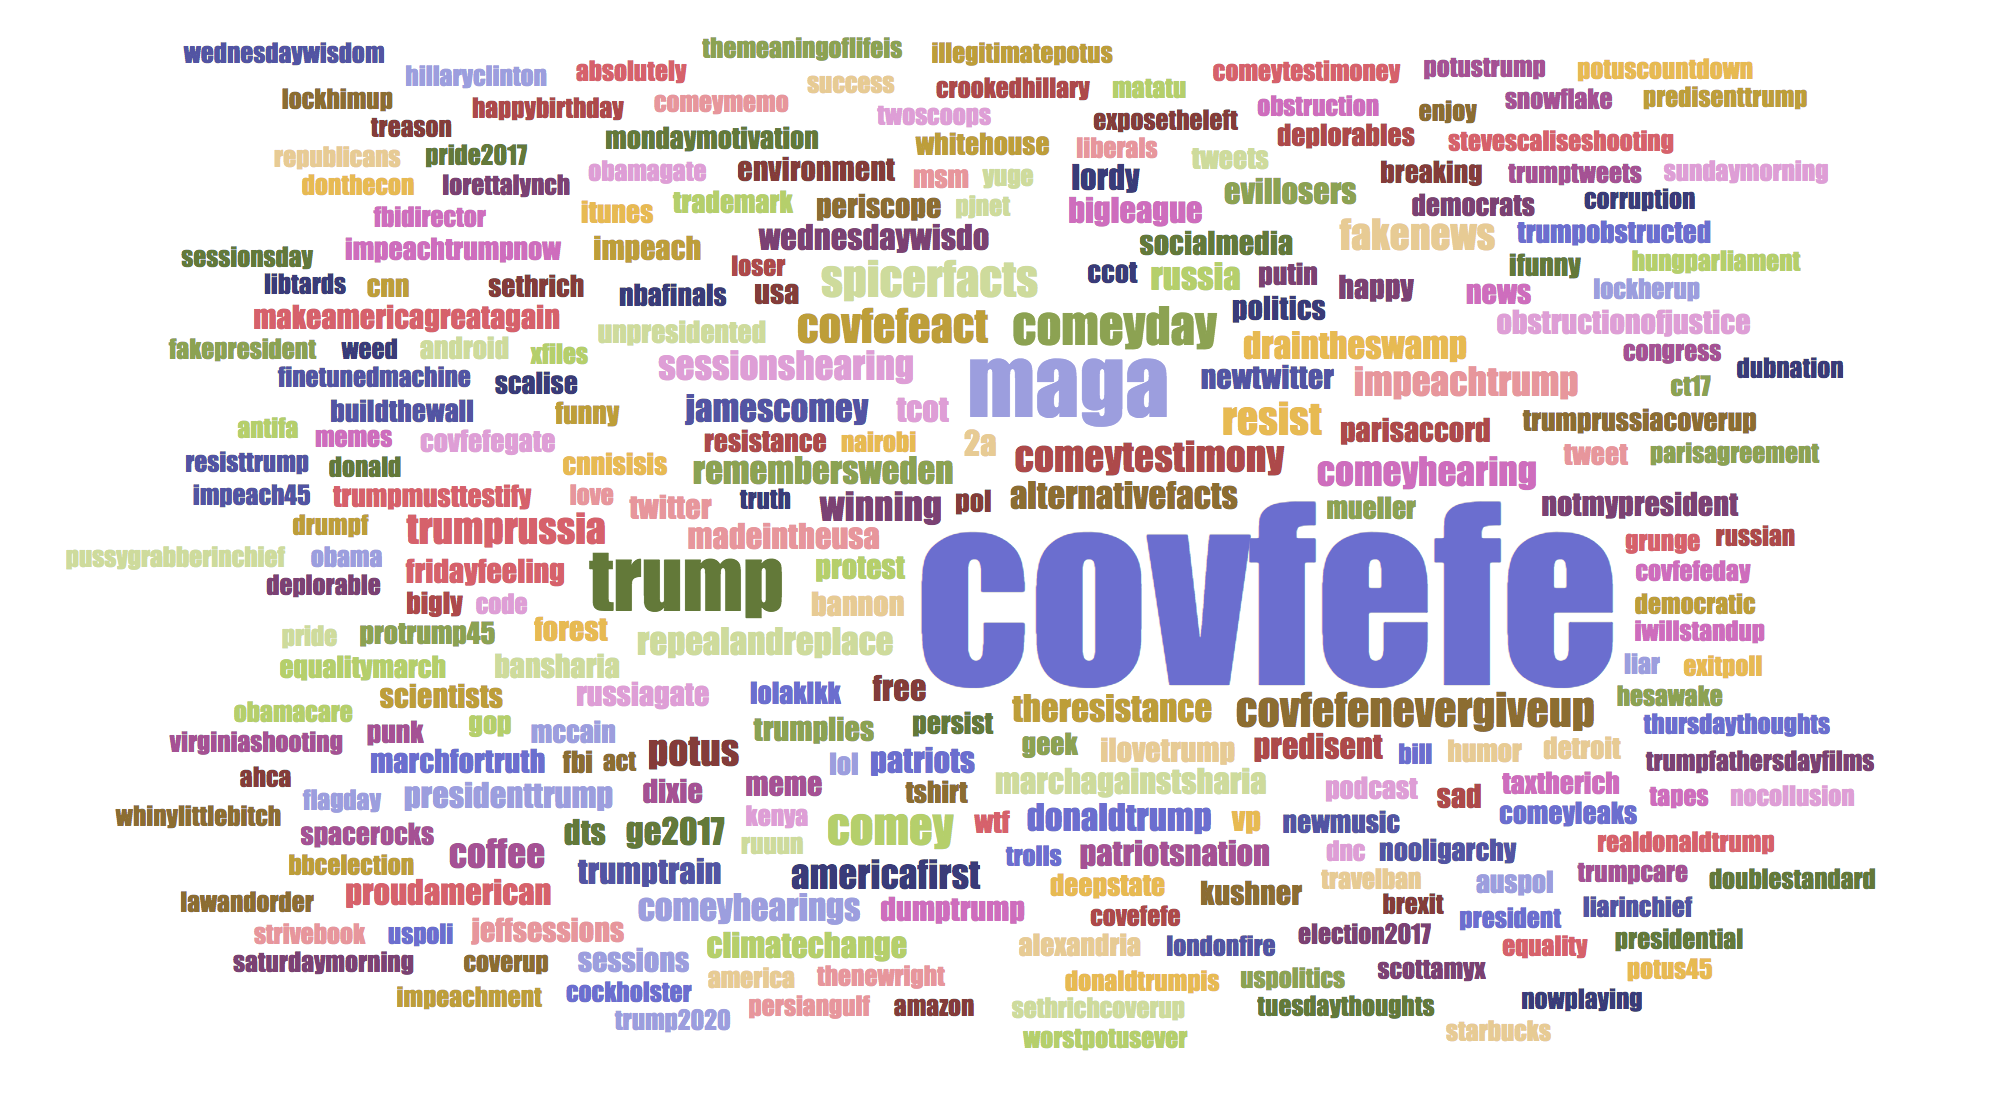 wednesdaywisdom themeaningoflifeis illegitimatepotus
hillaryclinton absolutely success comeytestimoney potustrump potuscountdown
lockhimup happybirthday comeymemo crookedhillary matatu obstruction enjoy snowflake predisenttrump
treason mondaymotivation twoscoops exposetheleft deplorables stevescaliseshooting
republicans pride2017 obamagate environment whitehouse liberals tweets breaking trumptweets sundaymorning
donthecon lorettalynch msm yuge lordy evillosers democrats corruption
fbidirector itunes trademark periscope pjnet bigleague
sessionsday impeachtrumpnow impeach wednesdaywisdo socialmedia fakenews trumpobstructed
libtards cnn sethrich loser nbafinals usa spicerfacts ccot russia putin happy ifunny news hungparliament lockherup
makeamericagreatagain unpresidented covfefeact comeyday politics obstructionofjustice
fakepresident weed android xfiles draintheswamp congress
finetunedmachine scalise sessionshearing maga newtwitter impeachtrump ct17 dubnation
buildthewall funny jamescomey tcot resist parisaccord trumprussiacoverup
antifa memes covfefegate resistance nairobi 2a
resisttrump donald cnnisisis remembersweden comeytestimony comeyhearing tweet parisagreement
impeach45 trumpmusttestify love twitter truth winning pol alternativefacts mueller notmypresident
drumpf trumprussia madeintheusa grunge russian
pussygrabberinchief obama fridayfeeling trump protest covfefe covfefeday
deplorable bigly code bannon democratic
pride protrump45 forest repealandreplace iwillstandup
equalitymarch bansharia liar exitpoll
scientists russiagate lolaklkk free hesawake
obamacare punk gop mccain trumplies persist theresistance covfefenevergiveup thursdaythoughts
virginiashooting marchfortruth fbi act potus lol patriots geek ilovetrump predisent bill humor detroit trumpfathersdayfilms
ahca flagday presidenttrump dixie meme tshirt marchagainstsharia podcast sad taxtherich tapes nocollusion
whinylittlebitch spacerocks dts ge2017 kenya comey wtf donaldtrump vp newmusic comeyleaks
bbcelection coffee ruuun trolls patriotsnation dnc nooligarchy realdonaldtrump
lawandorder proudamerican trumptrain americafirst deepstate kushner travelban auspol trumpcare doublestandard
strivebook uspoli jeffsessions comeyhearings dumptrump covefefe brexit president liarinchief
saturdaymorning coverup sessions climatechange alexandria londonfire election2017 equality presidential
impeachment cockholster america thenewright donaldtrumpis uspolitics scottamyx potus45
trump2020 persiangulf amazon sethrichcoverup tuesdaythoughts nowplaying
worstpotusever starbucks